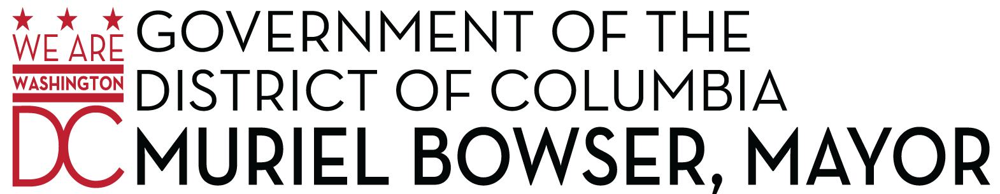 WE ARE
WASHINGTON
DC
GOVERNMENT OF THE
DISTRICT OF COLUMBIA
MURIEL BOWSER, MAYOR